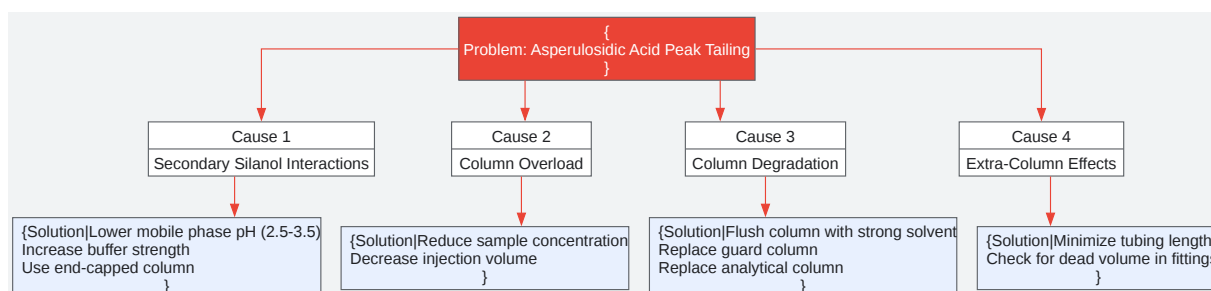 {
Problem: Asperulosidic Acid Peak Tailing
}
Cause 1
Secondary Silanol Interactions
Cause 2
Column Overload
Cause 3
Column Degradation
Cause 4
Extra-Column Effects
{Solution|Lower mobile phase pH (2.5-3.5)
Increase buffer strength
Use end-capped column
}
{Solution|Reduce sample concentration
Decrease injection volume
}
{Solution|Flush column with strong solvent
Replace guard column
Replace analytical column
}
{Solution|Minimize tubing length
Check for dead volume in fittings
}